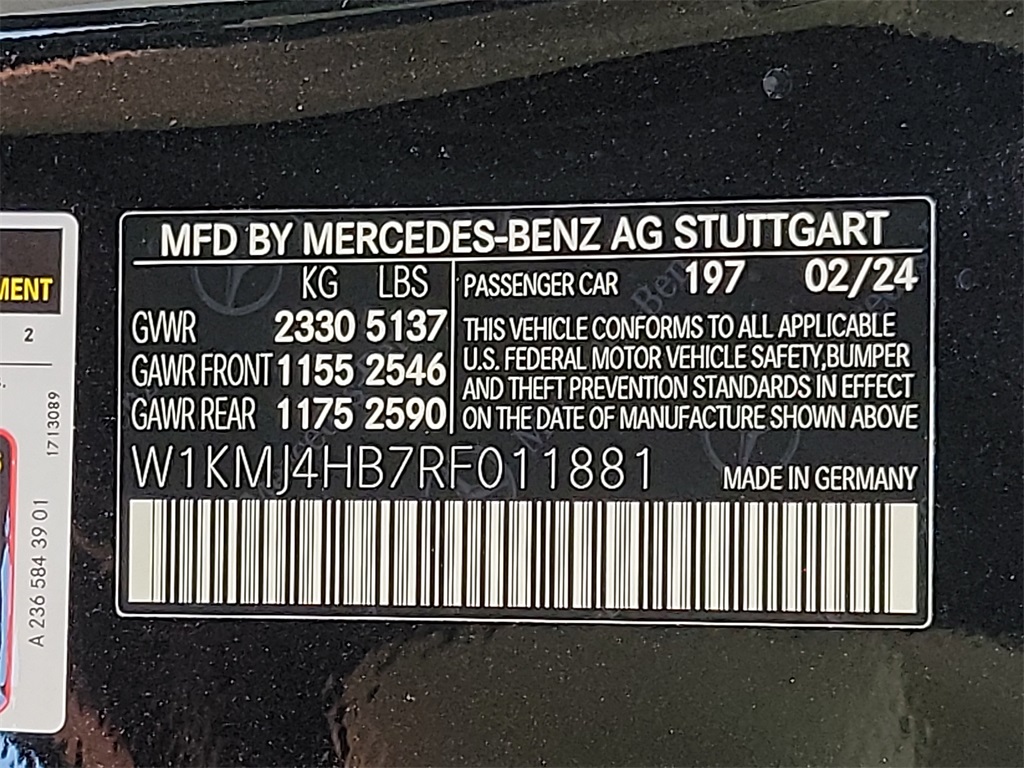 MFD BY MERCEDES-BENZ AG STUTTGART
KG LBS
GVWR 2330 5137
GAWR FRONT 1155 2546
GAWR REAR 1175 2590
PASSENGER CAR 197 02/24
THIS VEHICLE CONFORMS TO ALL APPLICABLE
U.S. FEDERAL MOTOR VEHICLE SAFETY,BUMPER
AND THEFT PREVENTION STANDARDS IN EFFECT
ON THE DATE OF MANUFACTURE SHOWN ABOVE
W1KMJ4HB7RF011881
MADE IN GERMANY
2
1713089
A 236 584 39 01